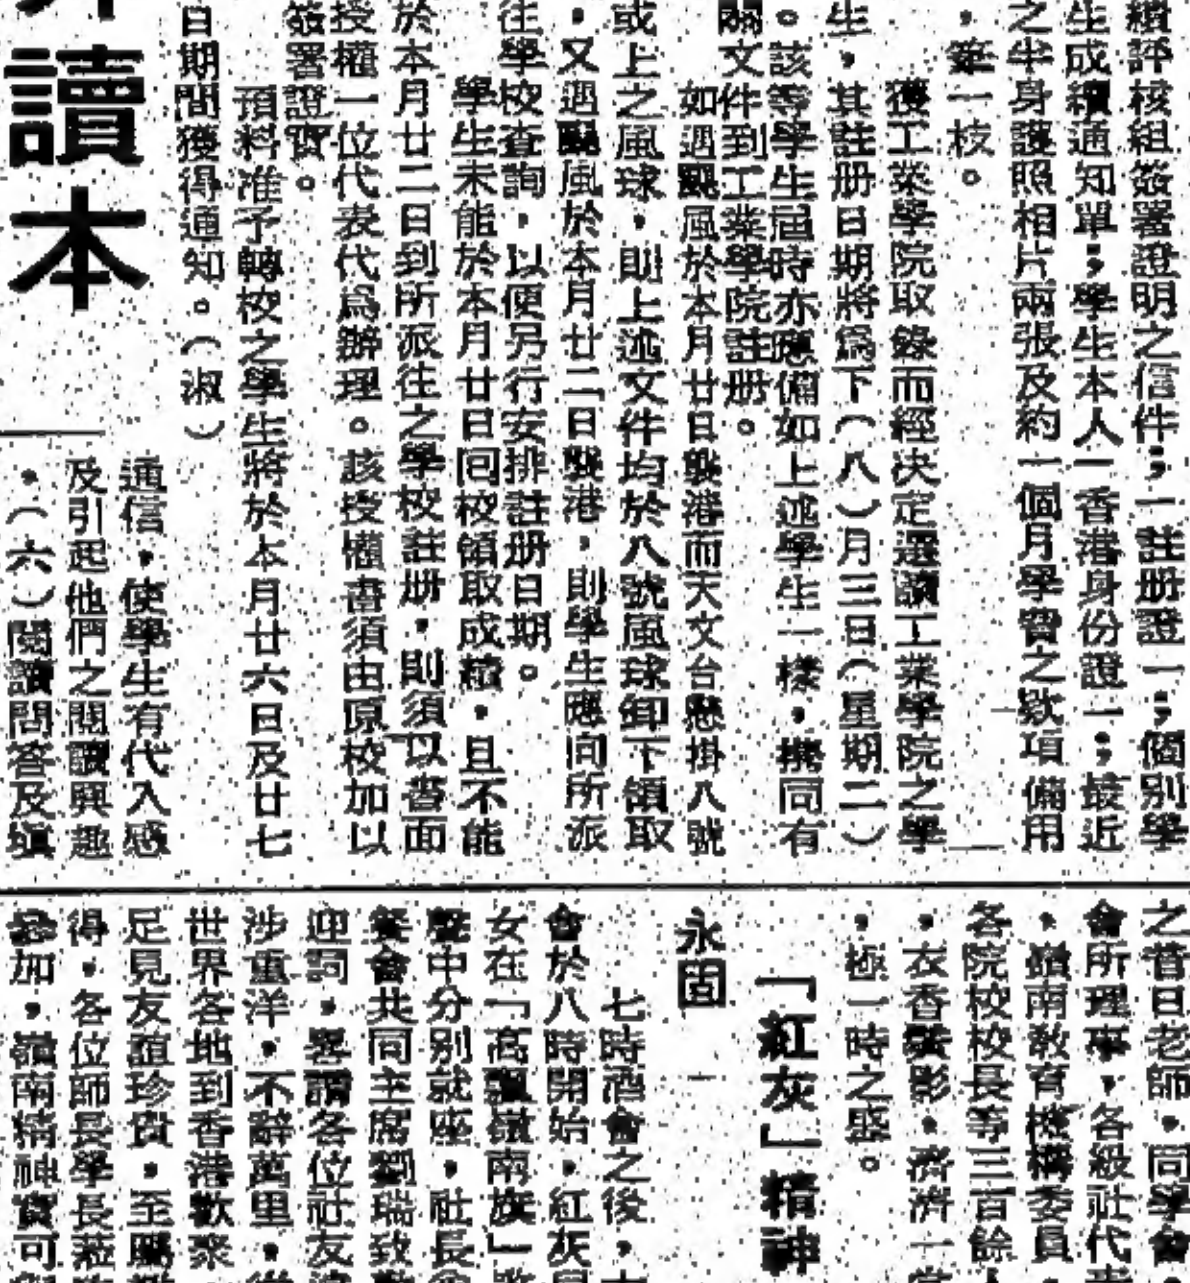 績評核組簽署證明之信件;一註册證一;個別學
生成績通知單;學生本人一香港身份證一;最近
之半身護照相片兩張及約一個月學費之欵項備用
,彙一核。
獲工業學院取錄而經決定選讀工業學院之學
生,其註册日期將爲下(八)月三日(星期二)
。該等學生屆時亦應備如上述學生一樣,攜同有
關文件到工業學院註册。
如遇颶風於本月廿日襲港而天文台懸掛八號
或上之風球,則上述文件均於八號風球卸下領取
,又遇颶風於本月廿二日襲港,則學生應向所派
往學校查詢,以便另行安排註册日期。
學生未能於本月廿日囘校領取成績,且不能
於本月廿二日到所派往之學校註册,則須以書面
授權一位代表代爲辦理。該授權書須由原校加以
簽署證實。
預料准予轉校之學生將於本月廿六日及廿七
日期間獲得通知。(淑)
讀本
通信,使學生有代入感
及引起他們之閱讀興趣
,(六)閱讀問答及填
之昔日老師,同學會
會所理事,各級社代
、嶺南教育機構委員
各院校校長等三百餘
,衣香鬢影,濟濟一
,極一時之盛。
「紅灰」精神
永固
七時酒會之後,
會於八時開始,紅灰
女在「高飄嶺南旗」
聲中分別就座,社長
餐會共同主席劉瑞致
迎詞,畧謂各位社友
涉重洋,不辭萬里,
世界各地到香港歡聚
足見友誼珍貴,至
得,各位師長學長蒞
參加,嶺南精神實可